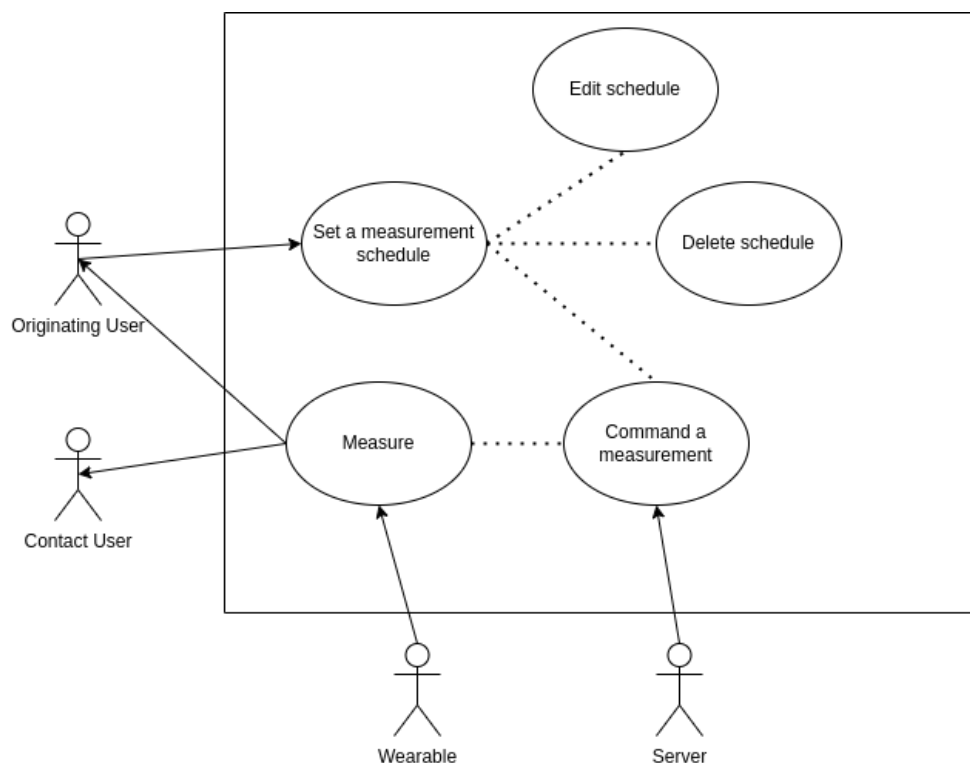 Edit schedule
Set a measurement
schedule
Delete schedule
Originating User
Measure
Command a
measurement
Contact User
Wearable
Server